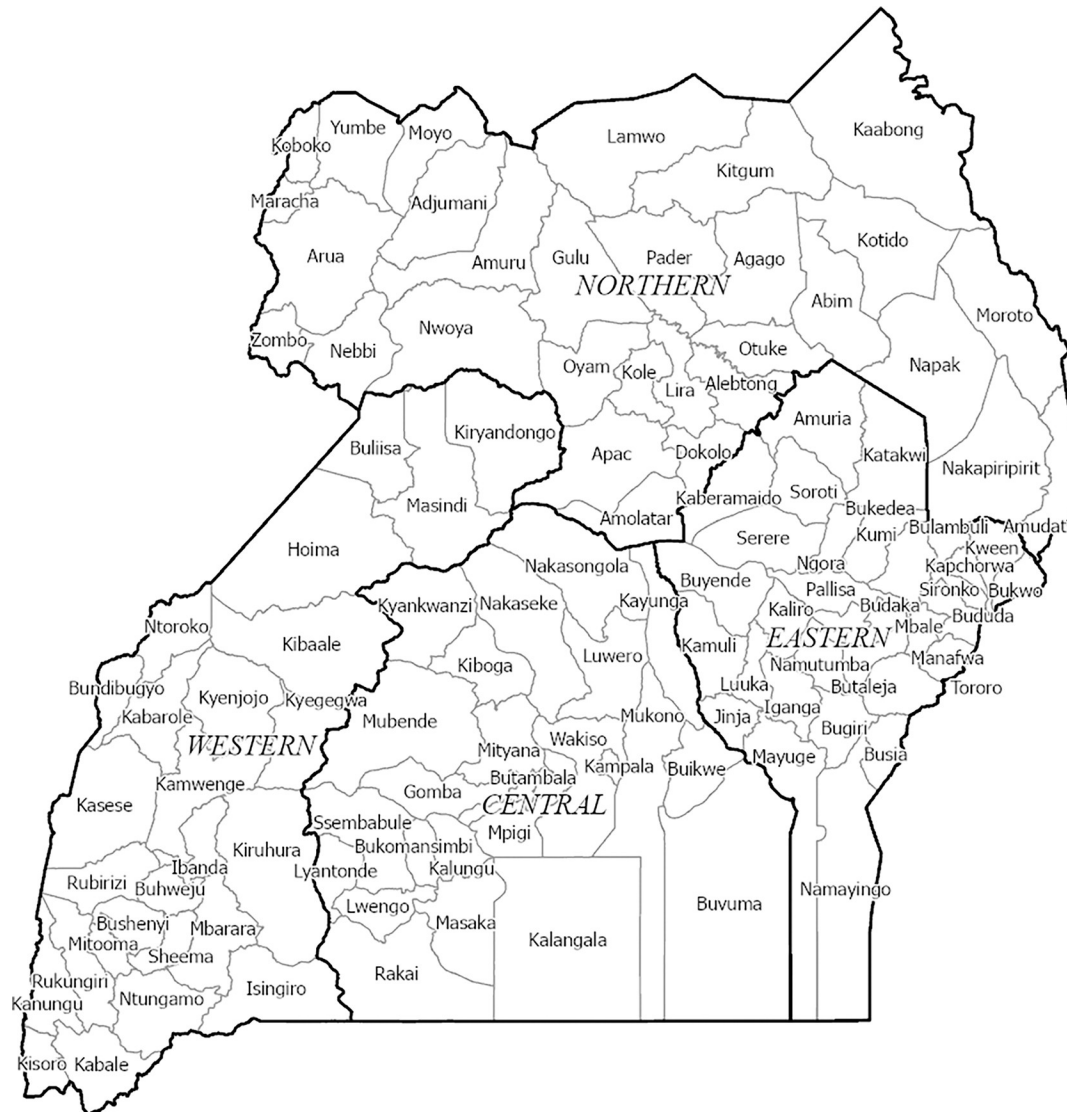 Kaabong
Yumbe
Moyo
Lamwo
Koboko
Kitgum
Maracha
Adjumani
Kotido
Arua
Amuru
Gulu
Pader
Agago
NORTHERN
Abim
Moroto
Nwoya
Zombo
Nebbi
Otuke
Oyam
Kole
Napak
Lira
Alebtong
Amuria
Kiryandongo
Buliisa
Apac
Dokolo
Katakwi
Nakapiripirit
Kaberamaido
Soroti
Masindi
Bukedea
Amolatar
Bulambuli
Amudat
Hoima
Serere
Kumi
Kween
Nakasongola
Ngora
Kapchorwa
Buyende
Pallisa
Sironko
Bukwo
Kyankwanzi
Nakaseke
Kayunga
Kaliro
Budaka
Bududa
Ntoroko
Mbale
Kibaale
EASTERN
Kamuli
Luwero
Manafwa
Kiboga
Namutumba
Bundibugyo
Luuka
Butaleja
Tororo
Kyenjojo
Kyegegwa
Kabarole
Mubende
Mukono
Jinja
Iganga
WESTERN
Wakiso
Bugiri
Mityana
Mayuge
Busia
Kampala
Buikwe
Kamwenge
Butambala
Gomba
Kasese
CENTRAL
Ssembabule
Mpigi
Kiruhura
Bukomansimbi
Ibanda
Lyantonde
Kalungu
Rubirizi
Buhweju
Namayingo
Lwengo
Buvuma
Bushenyi
Mbarara
Masaka
Mitooma
Kalangala
Sheema
Rakai
Rukungiri
Isingiro
Kanungu
Ntungamo
Kisoro
Kabale